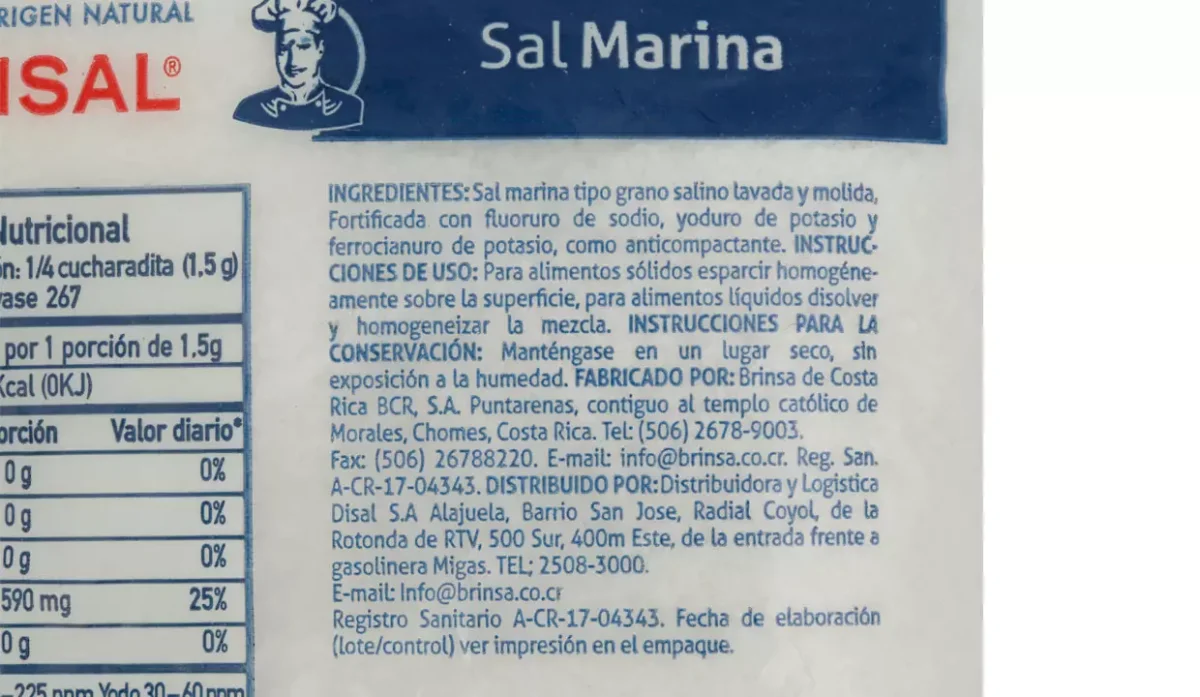 RIGEN NATURAL
ISAL®
Sal Marina
Nutricional
ón: 1/4 cucharadita (1,5 g)
vase 267
por 1 porción de 1,5g
Kcal (0KJ)
orción Valor diario*
0 g 0%
0 g 0%
0 g 0%
590 mg 25%
0 g 0%
–225 ppm Yodo 30–60 ppm
INGREDIENTES: Sal marina tipo grano salino lavada y molida,
Fortificada con fluoruro de sodio, yoduro de potasio y
ferrocianuro de potasio, como anticompactante. INSTRUC-
CIONES DE USO: Para alimentos sólidos esparcir homogéne-
amente sobre la superficie, para alimentos líquidos disolver
y homogeneizar la mezcla. INSTRUCCIONES PARA LA
CONSERVACIÓN: Manténgase en un lugar seco, sin
exposición a la humedad. FABRICADO POR: Brinsa de Costa
Rica BCR, S.A. Puntarenas, contiguo al templo católico de
Morales, Chomes, Costa Rica. Tel: (506) 2678-9003.
Fax: (506) 26788220. E-mail: info@brinsa.co.cr. Reg. San.
A-CR-17-04343. DISTRIBUIDO POR:Distribuidora y Logistica
Disal S.A Alajuela, Barrio San Jose, Radial Coyol, de la
Rotonda de RTV, 500 Sur, 400m Este, de la entrada frente a
gasolinera Migas. TEL; 2508-3000.
E-mail: Info@brinsa.co.cr
Registro Sanitario A-CR-17-04343. Fecha de elaboración
(lote/control) ver impresión en el empaque.